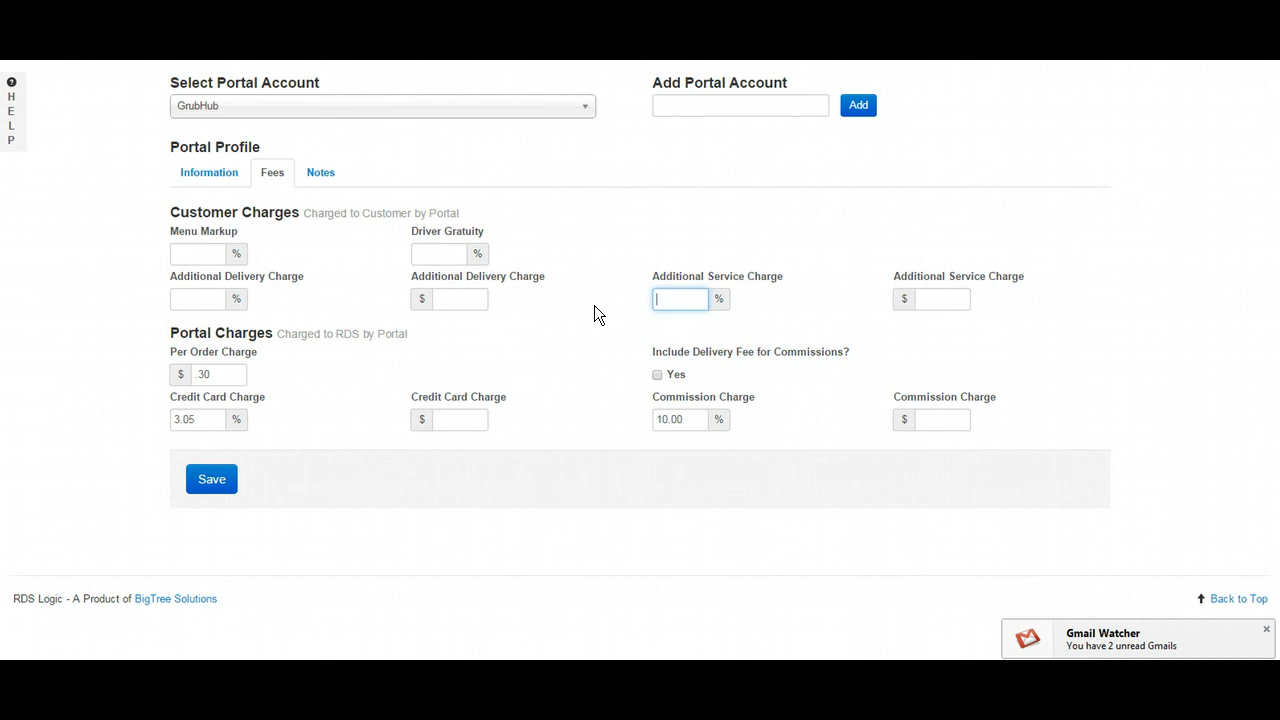 Select Portal Account
Add Portal Account
GrubHub
Add
H
E
L
P
Portal Profile
Information Fees Notes
Customer Charges Charged to Customer by Portal
Menu Markup Driver Gratuity
% %
Additional Delivery Charge Additional Delivery Charge Additional Service Charge Additional Service Charge
% $ % $
Portal Charges Charged to RDS by Portal
Per Order Charge Include Delivery Fee for Commissions?
$ .30 Yes
Credit Card Charge Credit Card Charge Commission Charge Commission Charge
3.05 % $ 10.00 % $
Save
RDS Logic - A Product of BigTree Solutions
Back to Top
Gmail Watcher
You have 2 unread Gmails